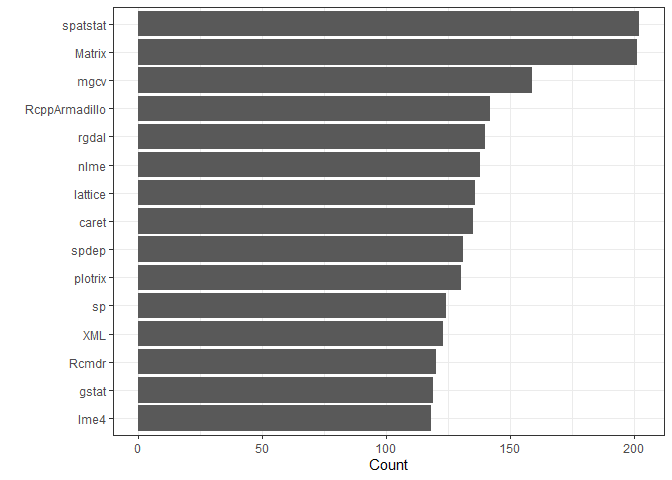 spatstat
Matrix
mgcv
RcppArmadillo
rgdal
nlme
lattice
caret
spdep
plotrix
sp
XML
Rcmdr
gstat
lme4
0 50 100 150 200
Count